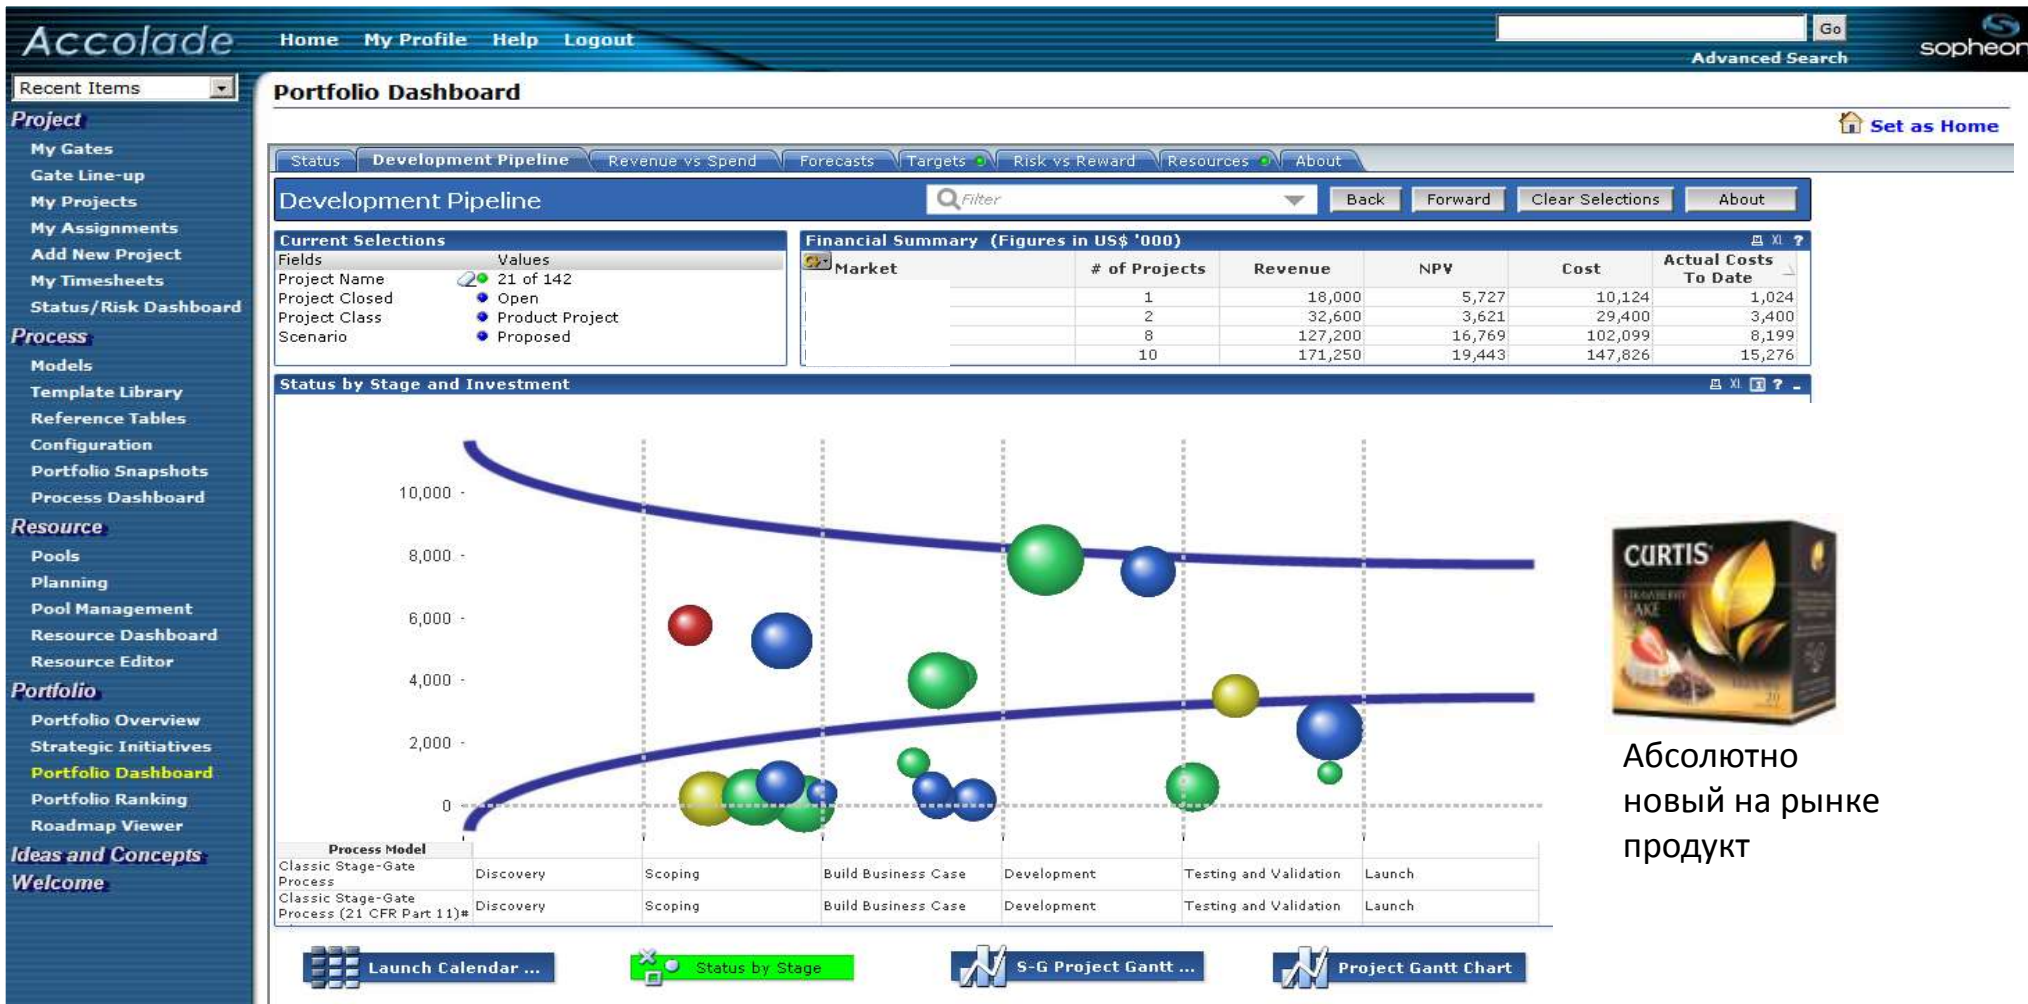 Accolade
Home My Profile Help Logout
Go
Advanced Search
sopheon
Recent Items
Project
My Gates
Gate Line-up
My Projects
My Assignments
Add New Project
My Timesheets
Status/Risk Dashboard
Process
Models
Template Library
Reference Tables
Configuration
Portfolio Snapshots
Process Dashboard
Resource
Pools
Planning
Pool Management
Resource Dashboard
Resource Editor
Portfolio
Portfolio Overview
Strategic Initiatives
Portfolio Dashboard
Portfolio Ranking
Roadmap Viewer
Ideas and Concepts
Welcome
Portfolio Dashboard
Set as Home
Status Development Pipeline Revenue vs Spend Forecasts Targets Risk vs Reward Resources About
Development Pipeline
Filter
Back Forward Clear Selections About
Current Selections
Fields Values
Project Name 21 of 142
Project Closed Open
Project Class Product Project
Scenario Proposed
Financial Summary (Figures in US$ '000)
XL ?
Market # of Projects Revenue NPV Cost Actual Costs To Date
1 18,000 5,727 10,124 1,024
2 32,600 3,621 29,400 3,400
8 127,200 16,769 102,099 8,199
10 171,250 19,443 147,826 15,276
Status by Stage and Investment
XL ?
10,000
8,000
6,000
4,000
2,000
0
Process Model
Classic Stage-Gate Process Discovery Scoping Build Business Case Development Testing and Validation Launch
Classic Stage-Gate Process (21 CFR Part 11)# Discovery Scoping Build Business Case Development Testing and Validation Launch
Launch Calendar ...
Status by Stage
S-G Project Gantt ...
Project Gantt Chart
CURTIS
STRAWBERRY
CAKE
20
Абсолютно
новый на рынке
продукт